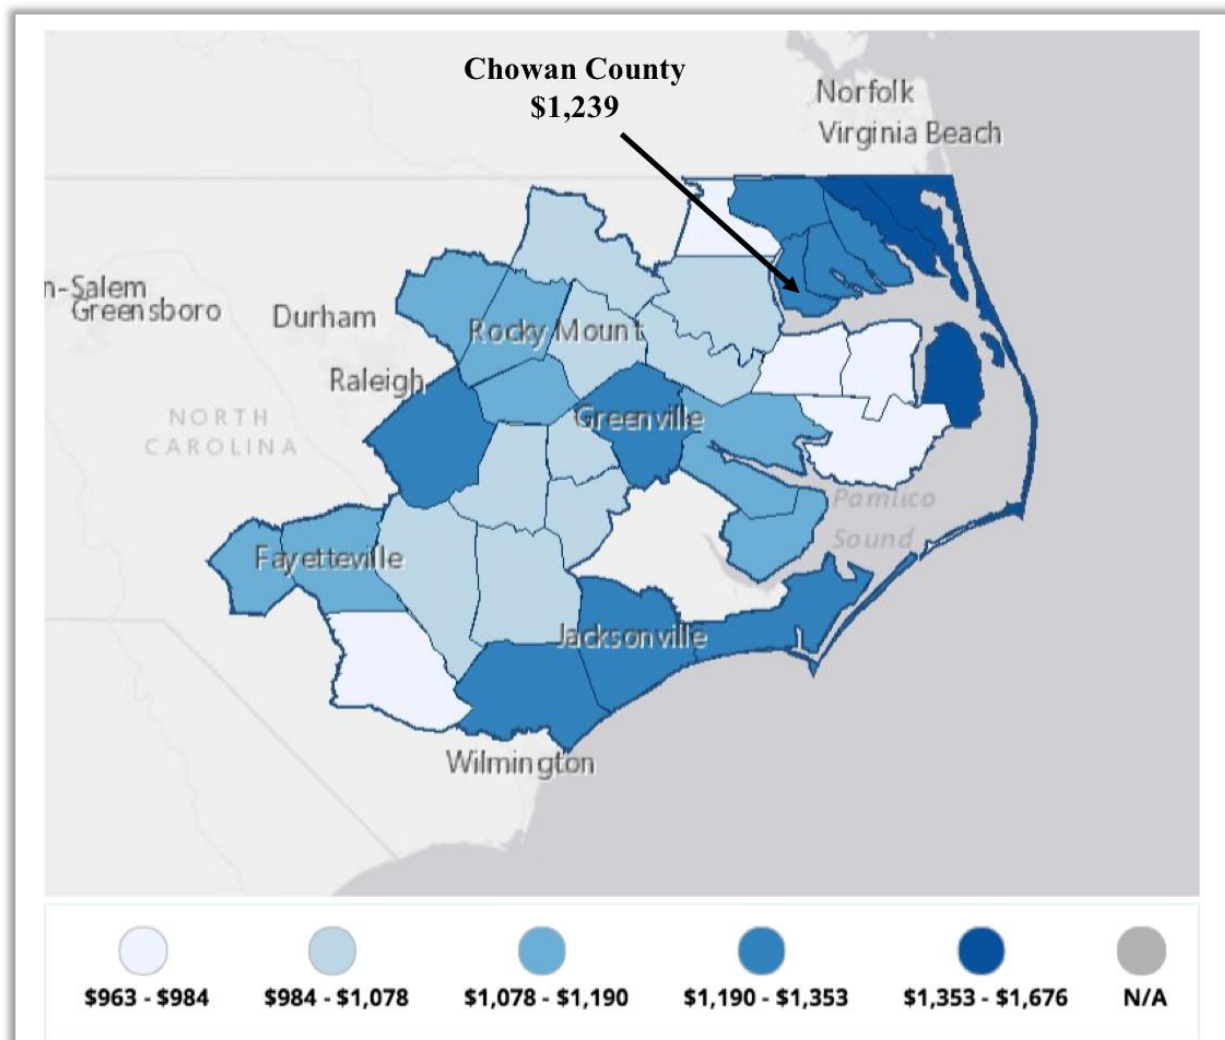 Chowan County
$1,239
Norfolk
Virginia Beach
n-Salem
Greensboro
Durham
Rocky Mount
Raleigh
NORTH
CAROLINA
Greenville
Pamlico
Sound
Fayetteville
Jacksonville
Wilmington
$963 - $984
$984 - $1,078
$1,078 - $1,190
$1,190 - $1,353
$1,353 - $1,676
N/A